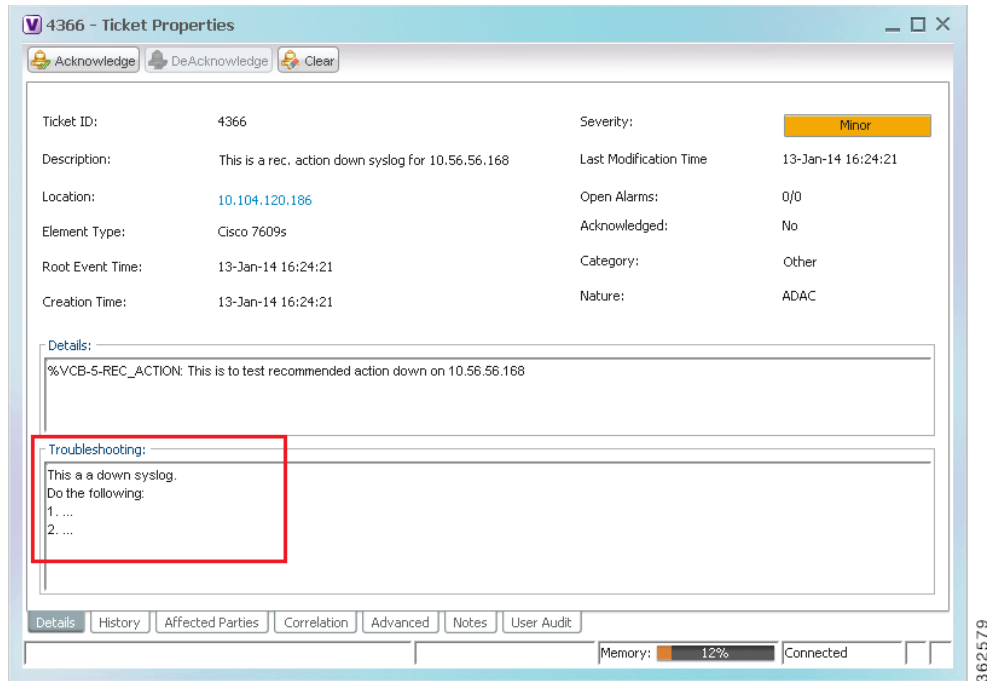 4366 - Ticket Properties
Acknowledge DeAcknowledge Clear
Ticket ID: 4366 Severity: Minor
Description: This is a rec. action down syslog for 10.56.56.168 Last Modification Time 13-Jan-14 16:24:21
Location: 10.104.120.186 Open Alarms: 0/0
Element Type: Cisco 7609s Acknowledged: No
Root Event Time: 13-Jan-14 16:24:21 Category: Other
Creation Time: 13-Jan-14 16:24:21 Nature: ADAC
Details:
%VCB-5-REC_ACTION: This is to test recommended action down on 10.56.56.168
Troubleshooting:
This a a down syslog.
Do the following:
1. ...
2. ...
Details History Affected Parties Correlation Advanced Notes User Audit
Memory: 12% Connected
362579